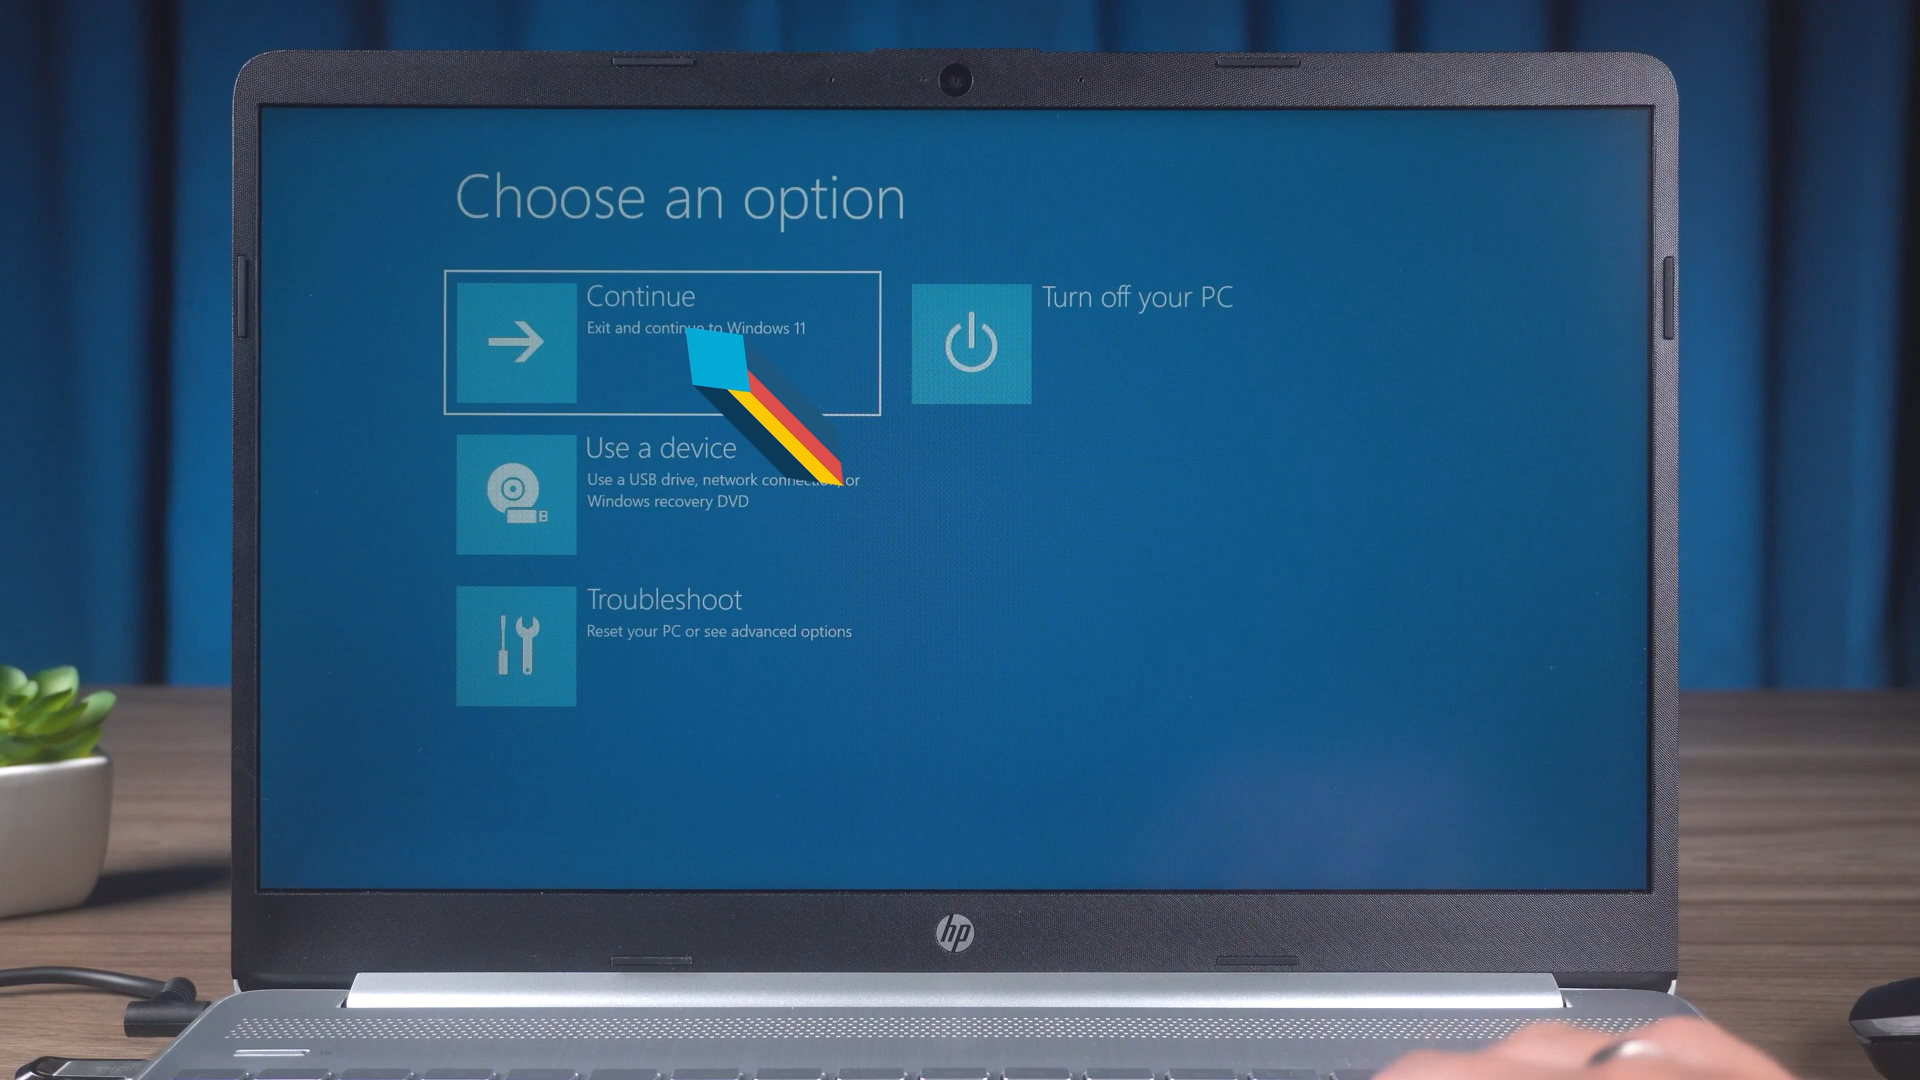 Choose an option
Continue
Exit and continue to Windows 11
Turn off your PC
Use a device
Use a USB drive, network connection, or
Windows recovery DVD
Troubleshoot
Reset your PC or see advanced options
hp